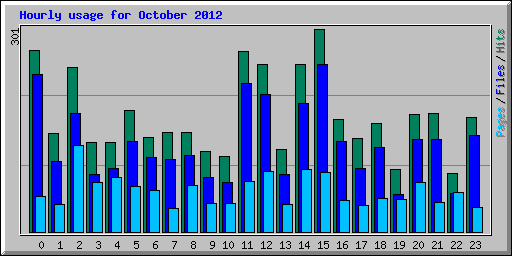 Hourly usage for October 2012
301
Pages/Files/Hits
0 1 2 3 4 5 6 7 8 9 10 11 12 13 14 15 16 17 18 19 20 21 22 23